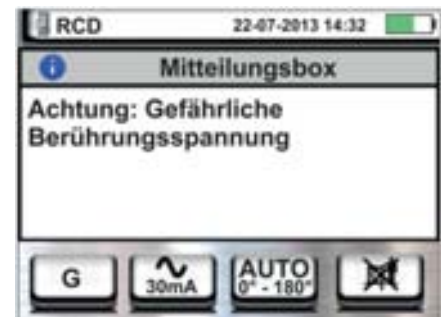 RCD 22-07-2013 14:32
Mitteilungsbox
Achtung: Gefährliche
Berührungsspannung
G
30mA
AUTO
0° - 180°